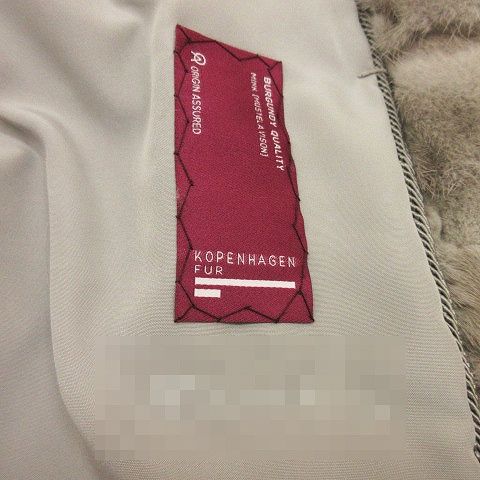 BURGUNDY QUALITY
MINK [MUSTELA VISON]
ORIGIN ASSURED
KOPENHAGEN
FUR